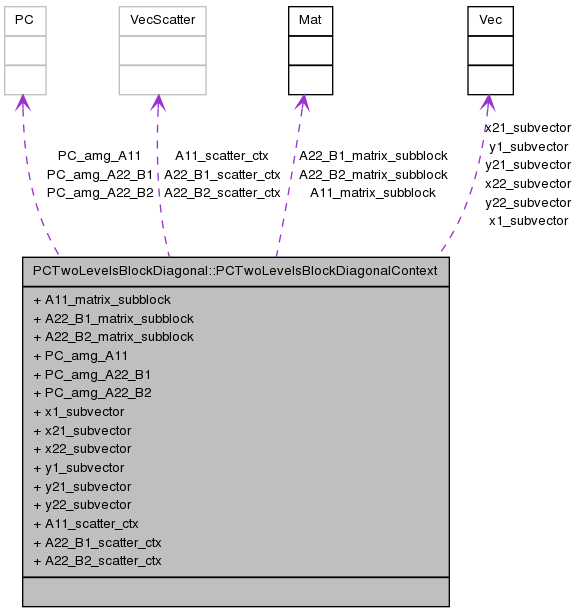 PC
VecScatter
Mat
Vec
PC_amg_A11
PC_amg_A22_B1
PC_amg_A22_B2
A11_scatter_ctx
A22_B1_scatter_ctx
A22_B2_scatter_ctx
A22_B1_matrix_subblock
A22_B2_matrix_subblock
A11_matrix_subblock
x21_subvector
y1_subvector
y21_subvector
x22_subvector
y22_subvector
x1_subvector
PCTwoLevelsBlockDiagonal::PCTwoLevelsBlockDiagonalContext
+ A11_matrix_subblock
+ A22_B1_matrix_subblock
+ A22_B2_matrix_subblock
+ PC_amg_A11
+ PC_amg_A22_B1
+ PC_amg_A22_B2
+ x1_subvector
+ x21_subvector
+ x22_subvector
+ y1_subvector
+ y21_subvector
+ y22_subvector
+ A11_scatter_ctx
+ A22_B1_scatter_ctx
+ A22_B2_scatter_ctx